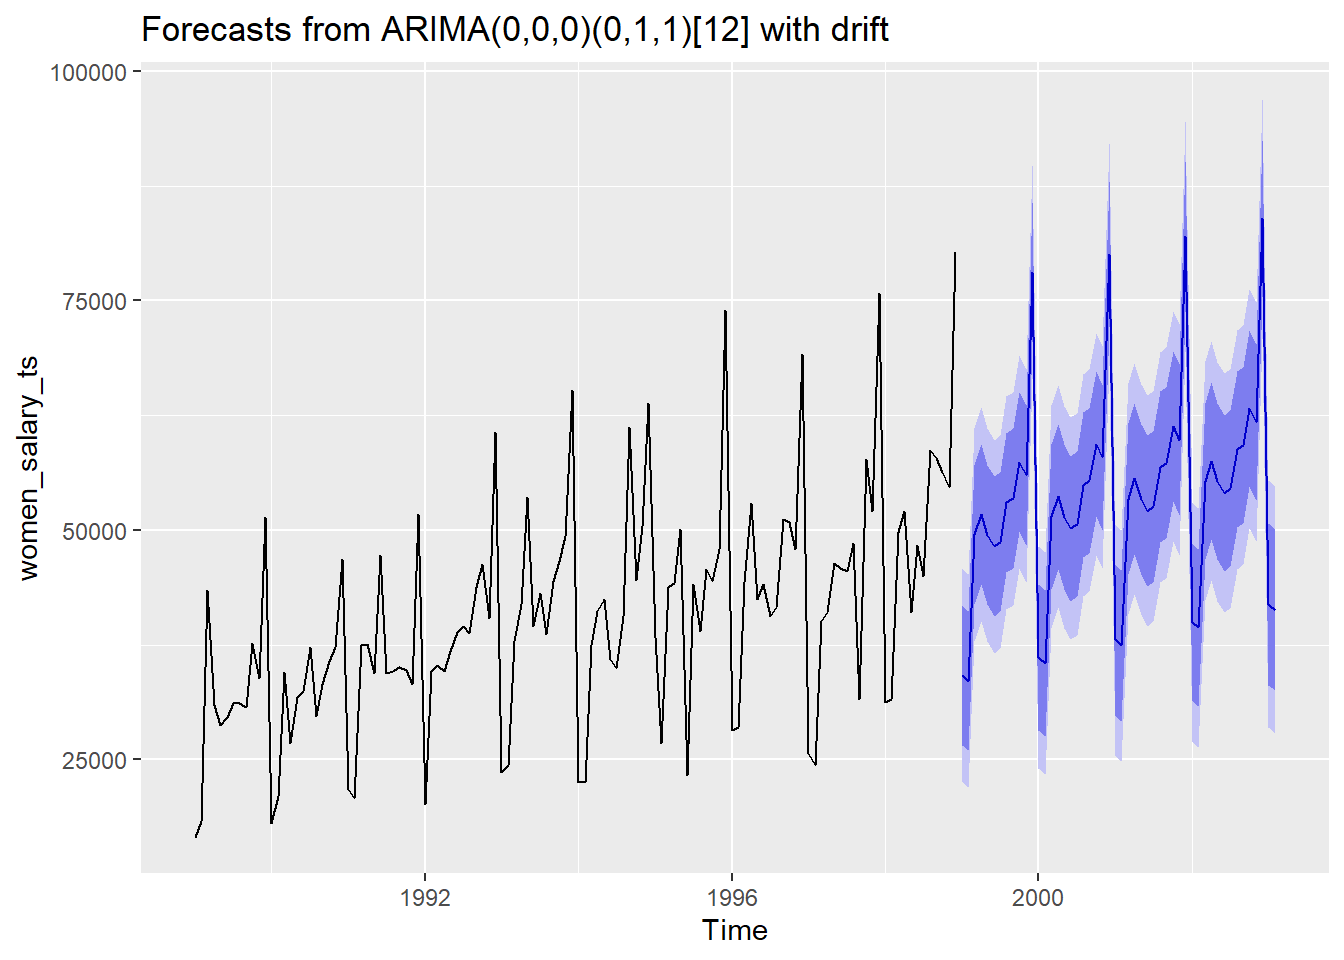 Forecasts from ARIMA(0,0,0)(0,1,1)[12] with drift
100000
75000
50000
25000
women_salary_ts
1992
1996
2000
Time